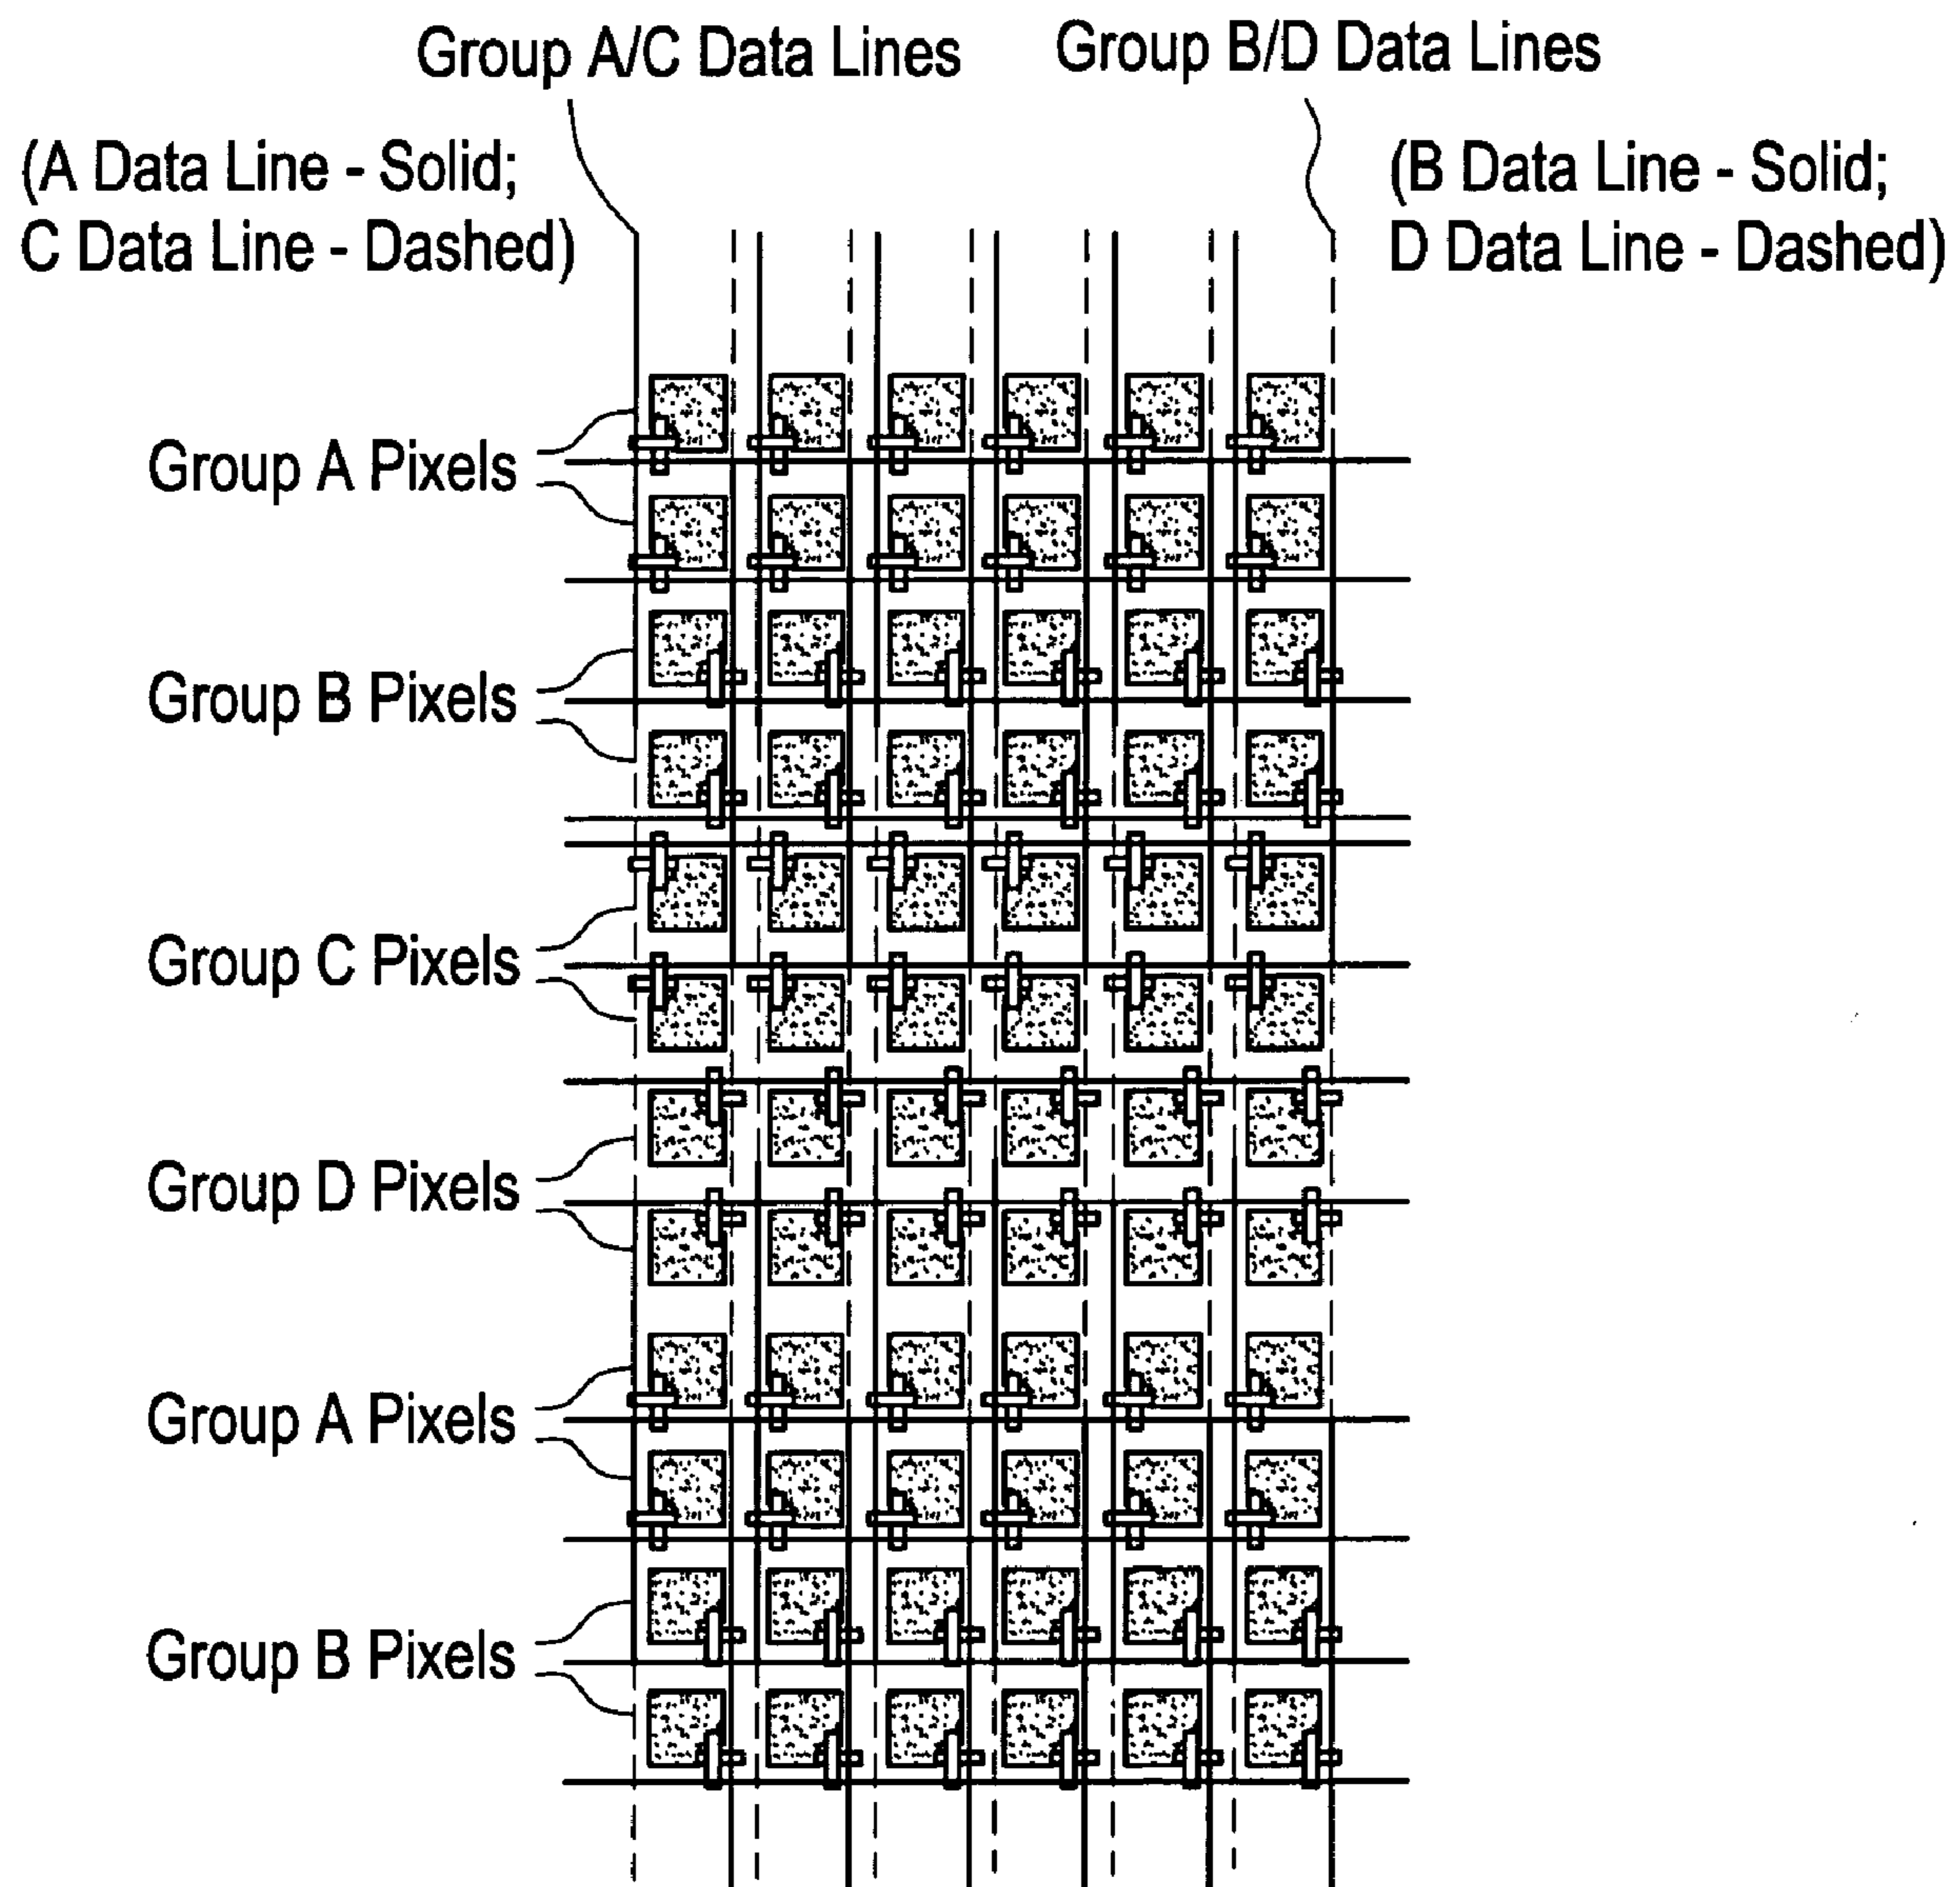 Group A/C Data Lines
Group B/D Data Lines
(A Data Line - Solid;
C Data Line - Dashed)
(B Data Line - Solid;
D Data Line - Dashed)
Group A Pixels
Group B Pixels
Group C Pixels
Group D Pixels
Group A Pixels
Group B Pixels